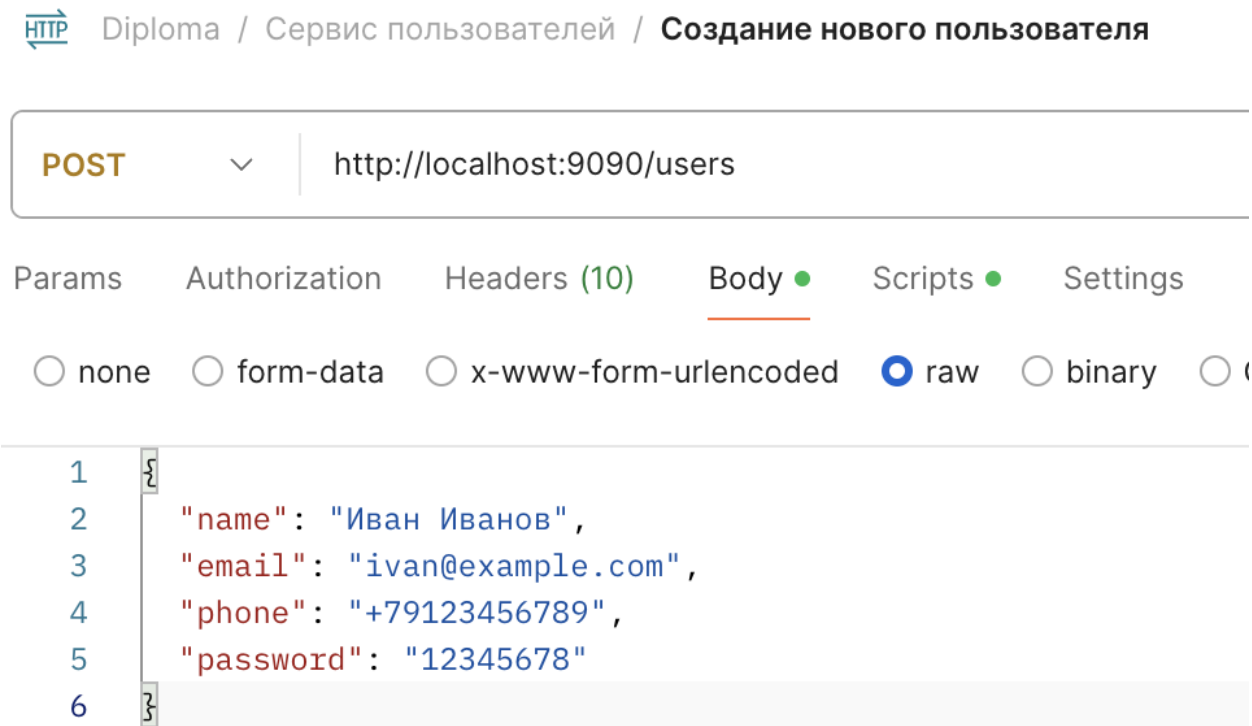 HTTP Diploma / Сервис пользователей / Создание нового пользователя
POST http://localhost:9090/users
Params Authorization Headers (10) Body Scripts Settings
none form-data x-www-form-urlencoded raw binary
1 {
2 "name": "Иван Иванов",
3 "email": "ivan@example.com",
4 "phone": "+79123456789",
5 "password": "12345678"
6 }